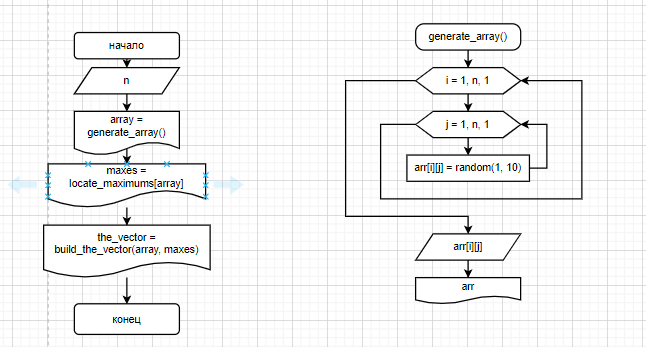 начало
n
array =
generate_array()
maxes =
locate_maximums[array]
the_vector =
build_the_vector(array, maxes)
конец
generate_array()
i = 1, n, 1
j = 1, n, 1
arr[i][j] = random(1, 10)
arr[i][j]
arr